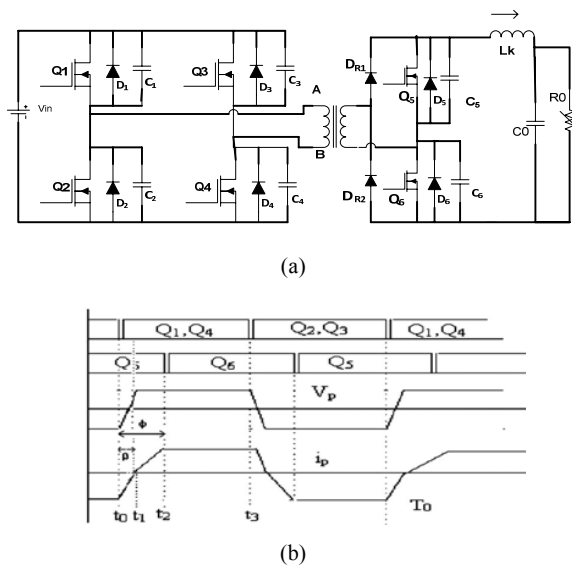 Lk
Q1
D1
C1
Q3
D3
C3
A
DR1
Q5
D5
C5
R0
Vin
C0
B
Q2
D2
C2
Q4
D4
C4
DR2
Q6
D6
C6
(a)
Q1,Q4
Q2,Q3
Q1,Q4
Q6
Q5
VP
ϕ
ip
T0
t0
t1
t2
t3
(b)